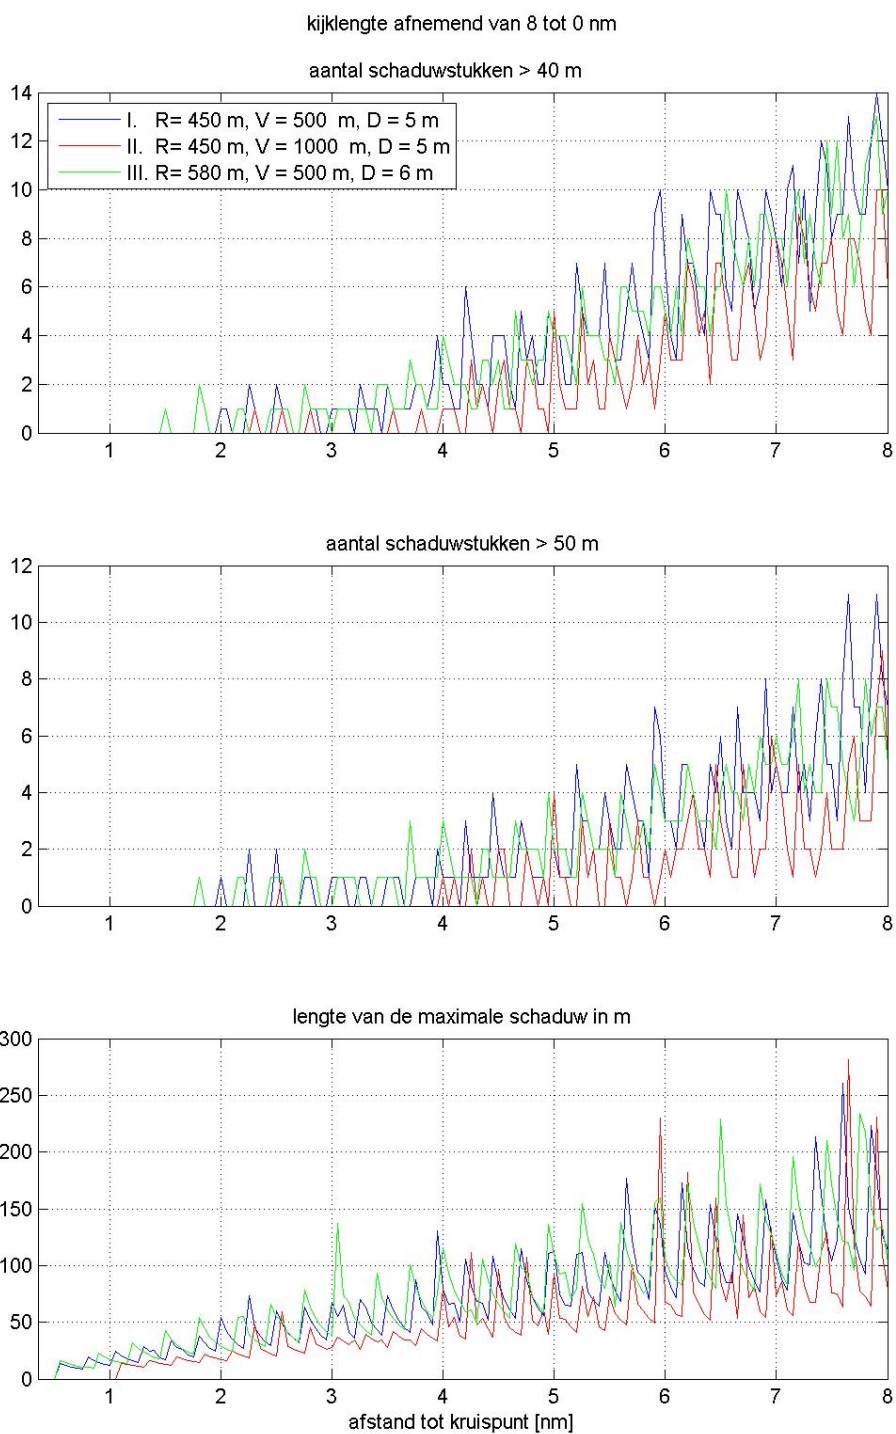 kijklengte afnemend van 8 tot 0 nm
aantal schaduwstukken > 40 m
14
12
10
8
6
4
2
0
I. R= 450 m, V = 500 m, D = 5 m
II. R= 450 m, V = 1000 m, D = 5 m
III. R= 580 m, V = 500 m, D = 6 m
1 2 3 4 5 6 7 8
aantal schaduwstukken > 50 m
12
10
8
6
4
2
0
1 2 3 4 5 6 7 8
lengte van de maximale schaduw in m
300
250
200
150
100
50
0
1 2 3 4 5 6 7 8
afstand tot kruispunt [nm]